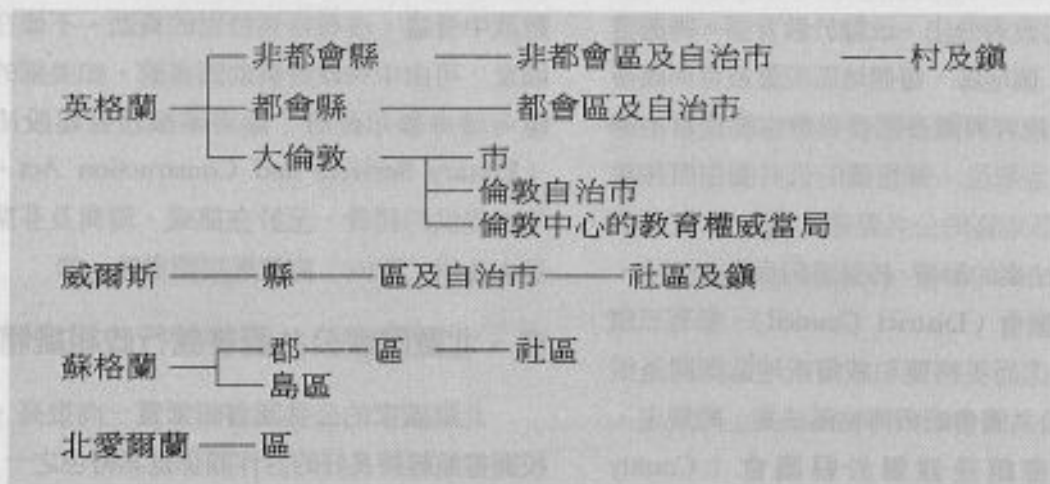 非都會縣 非都會區及自治市 村及鎮
英格蘭 都會縣 都會區及自治市
大倫敦 市
倫敦自治市
倫敦中心的教育權威當局
威爾斯 縣 區及自治市 社區及鎮
蘇格蘭 郡 區 社區
島區
北愛爾蘭 區